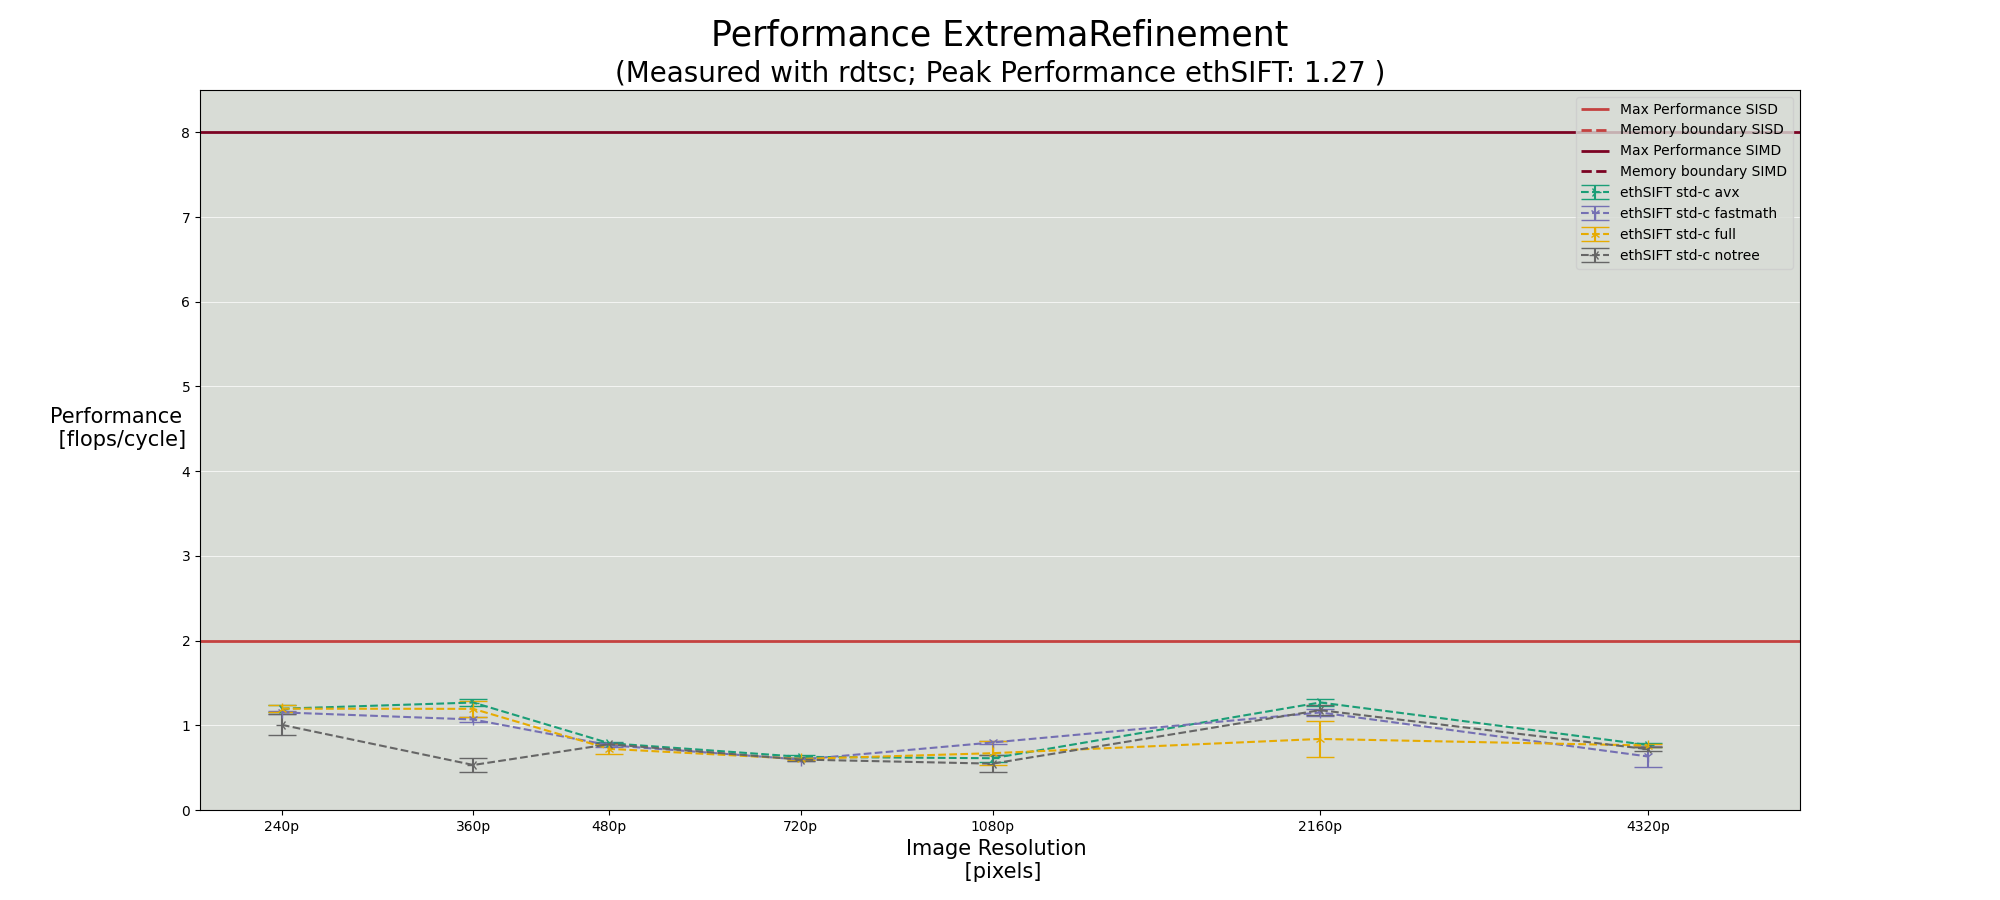 Performance ExtremaRefinement
(Measured with rdtsc; Peak Performance ethSIFT: 1.27 )
Max Performance SISD
Memory boundary SISD
Max Performance SIMD
Memory boundary SIMD
ethSIFT std-c avx
ethSIFT std-c fastmath
ethSIFT std-c full
ethSIFT std-c notree
8
7
6
5
4
3
2
1
0
Performance
[flops/cycle]
240p 360p 480p 720p 1080p 2160p 4320p
Image Resolution
[pixels]